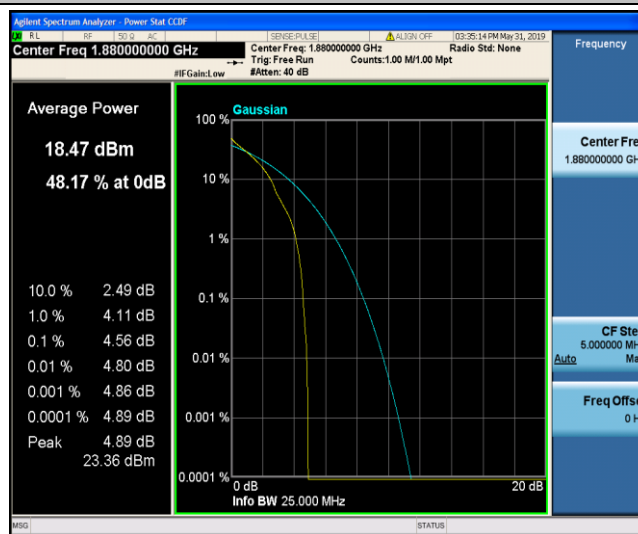 Agilent Spectrum Analyzer - Power Stat CCDF
RL RF 50 Ω AC SENSE:PULSE ALIGN OFF 03:35:14 PM May 31, 2019
Center Freq 1.880000000 GHz
Center Freq: 1.880000000 GHz Radio Std: None
Trig: Free Run Counts:1.00 M/1.00 Mpt
#IFGain:Low #Atten: 40 dB
Frequency
Average Power
18.47 dBm
48.17 % at 0dB
10.0 % 2.49 dB
1.0 % 4.11 dB
0.1 % 4.56 dB
0.01 % 4.80 dB
0.001 % 4.86 dB
0.0001 % 4.89 dB
Peak 4.89 dB
23.36 dBm
Gaussian
100 %
10 %
1 %
0.1 %
0.01 %
0.001 %
0.0001 %
0 dB 20 dB
Info BW 25.000 MHz
Center Fre
1.880000000 GH
CF Ste
5.000000 MH
Auto Ma
Freq Offse
0 H
MSG STATUS